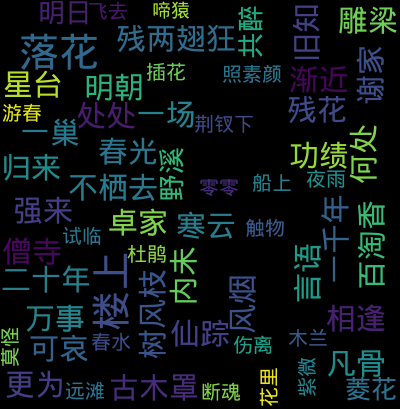 明日
飞去
啼猿
共醉
旧知
雕梁
落花
残两翅狂
照素颜
渐近
谢家
星台
明朝
插花
残花
游春
处处
一场
荆钗下
一巢
春光
野溪
功绩
何处
归来
不栖去
零零
船上
夜雨
强来
卓家
寒云
触物
一千年
百淘香
僧寺
试临
杜鹃
言语
二十年
楼上
树风枝
内未
风烟
万事
仙踪
相逢
莫怪
可哀
春水
伤离
木兰
凡骨
更为
远滩
古木罩
断魂
花里
紫微
菱花